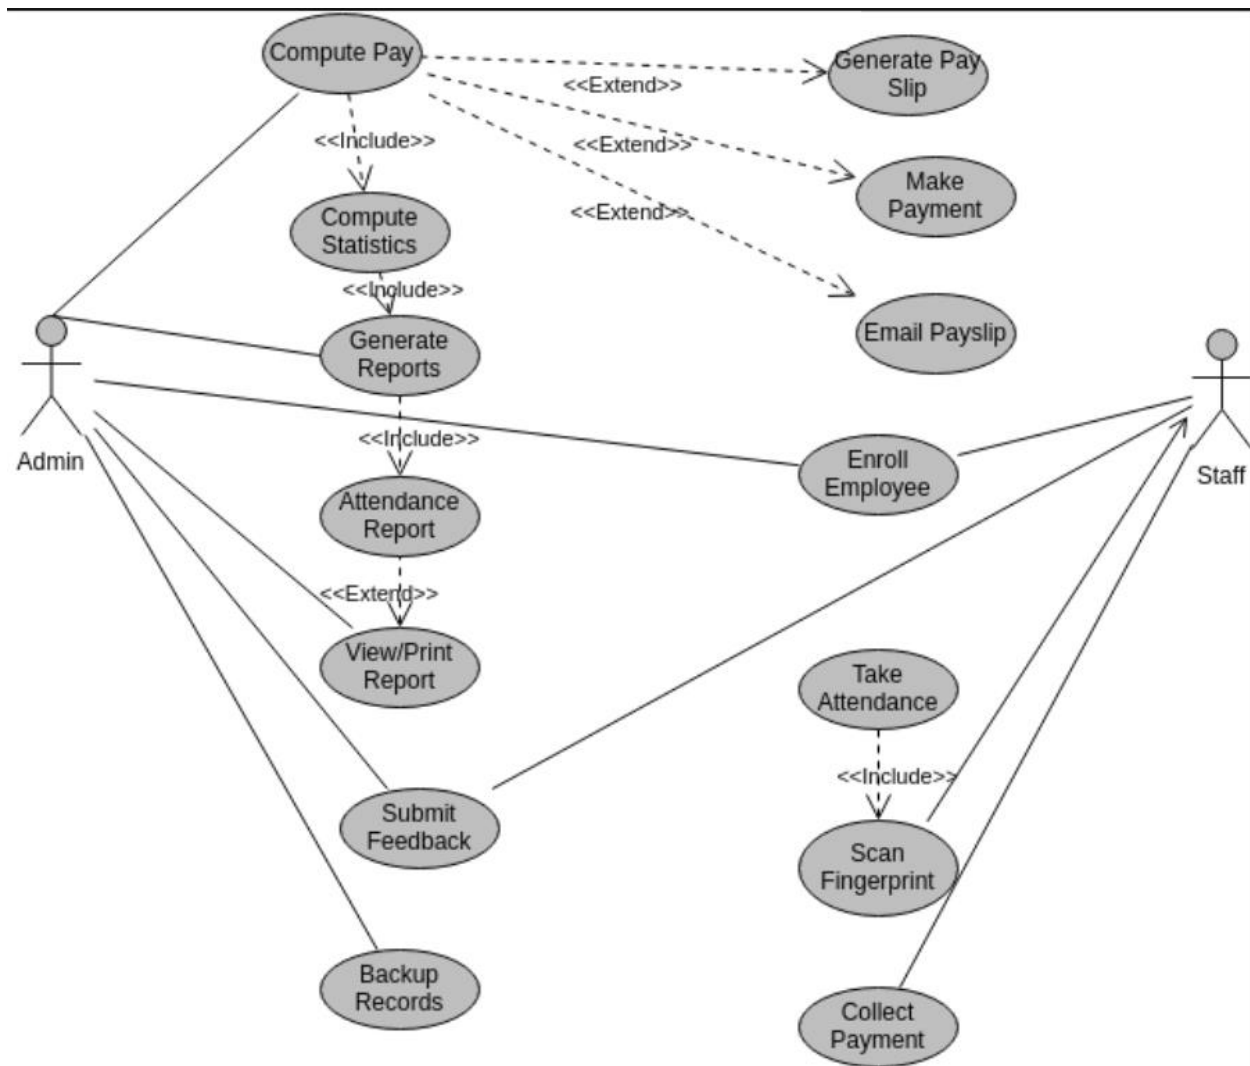 Compute Pay
Generate Pay
Slip
<<Extend>>
<<Include>>
<<Extend>>
Make
Payment
Compute
Statistics
<<Extend>>
<<Include>>
Generate
Reports
Email Payslip
<<Include>>
Admin
Enroll
Employee
Staff
Attendance
Report
<<Extend>>
View/Print
Report
Take
Attendance
<<Include>>
Submit
Feedback
Scan
Fingerprint
Backup
Records
Collect
Payment